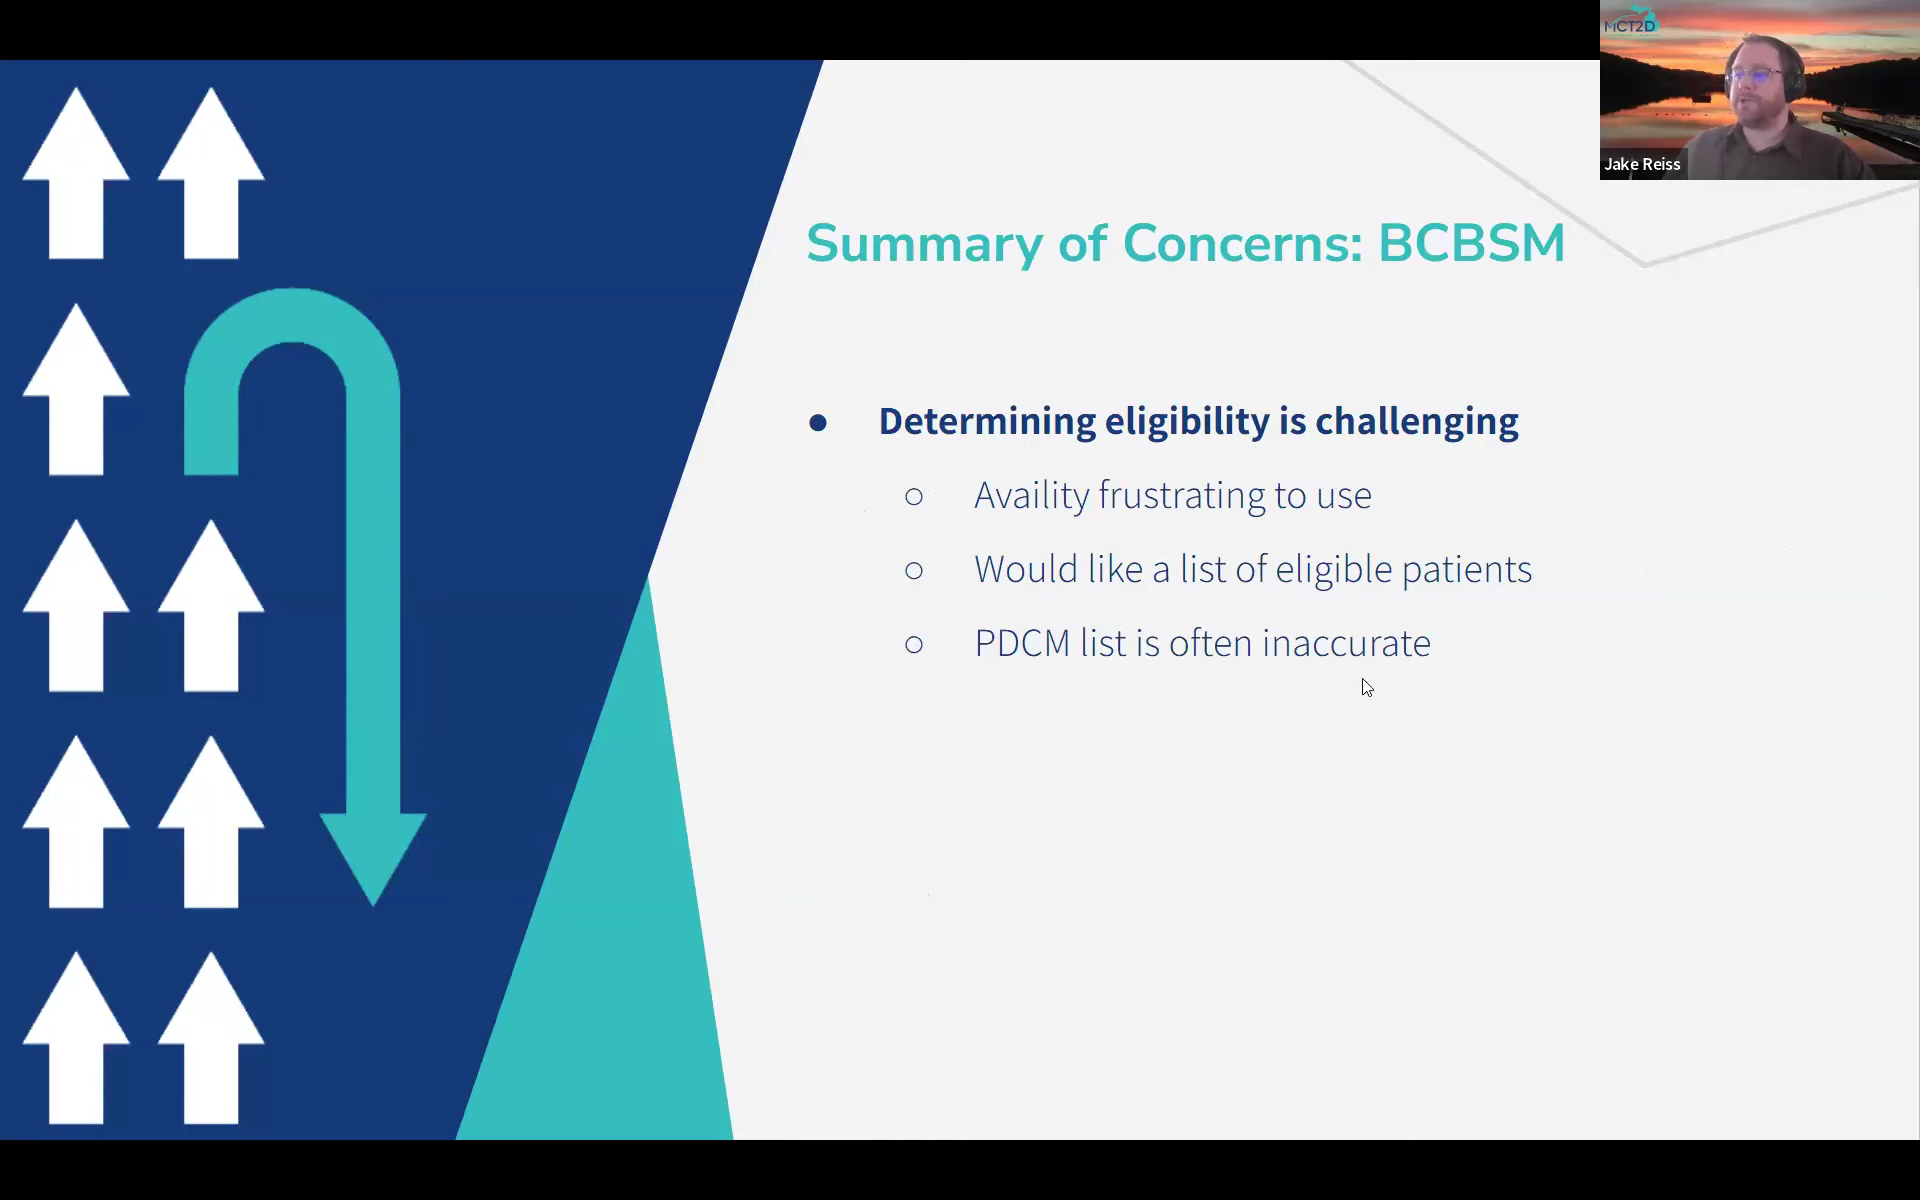 MCT2D
Jake Reiss
Summary of Concerns: BCBSM
● Determining eligibility is challenging
○ Availity frustrating to use
○ Would like a list of eligible patients
○ PDCM list is often inaccurate